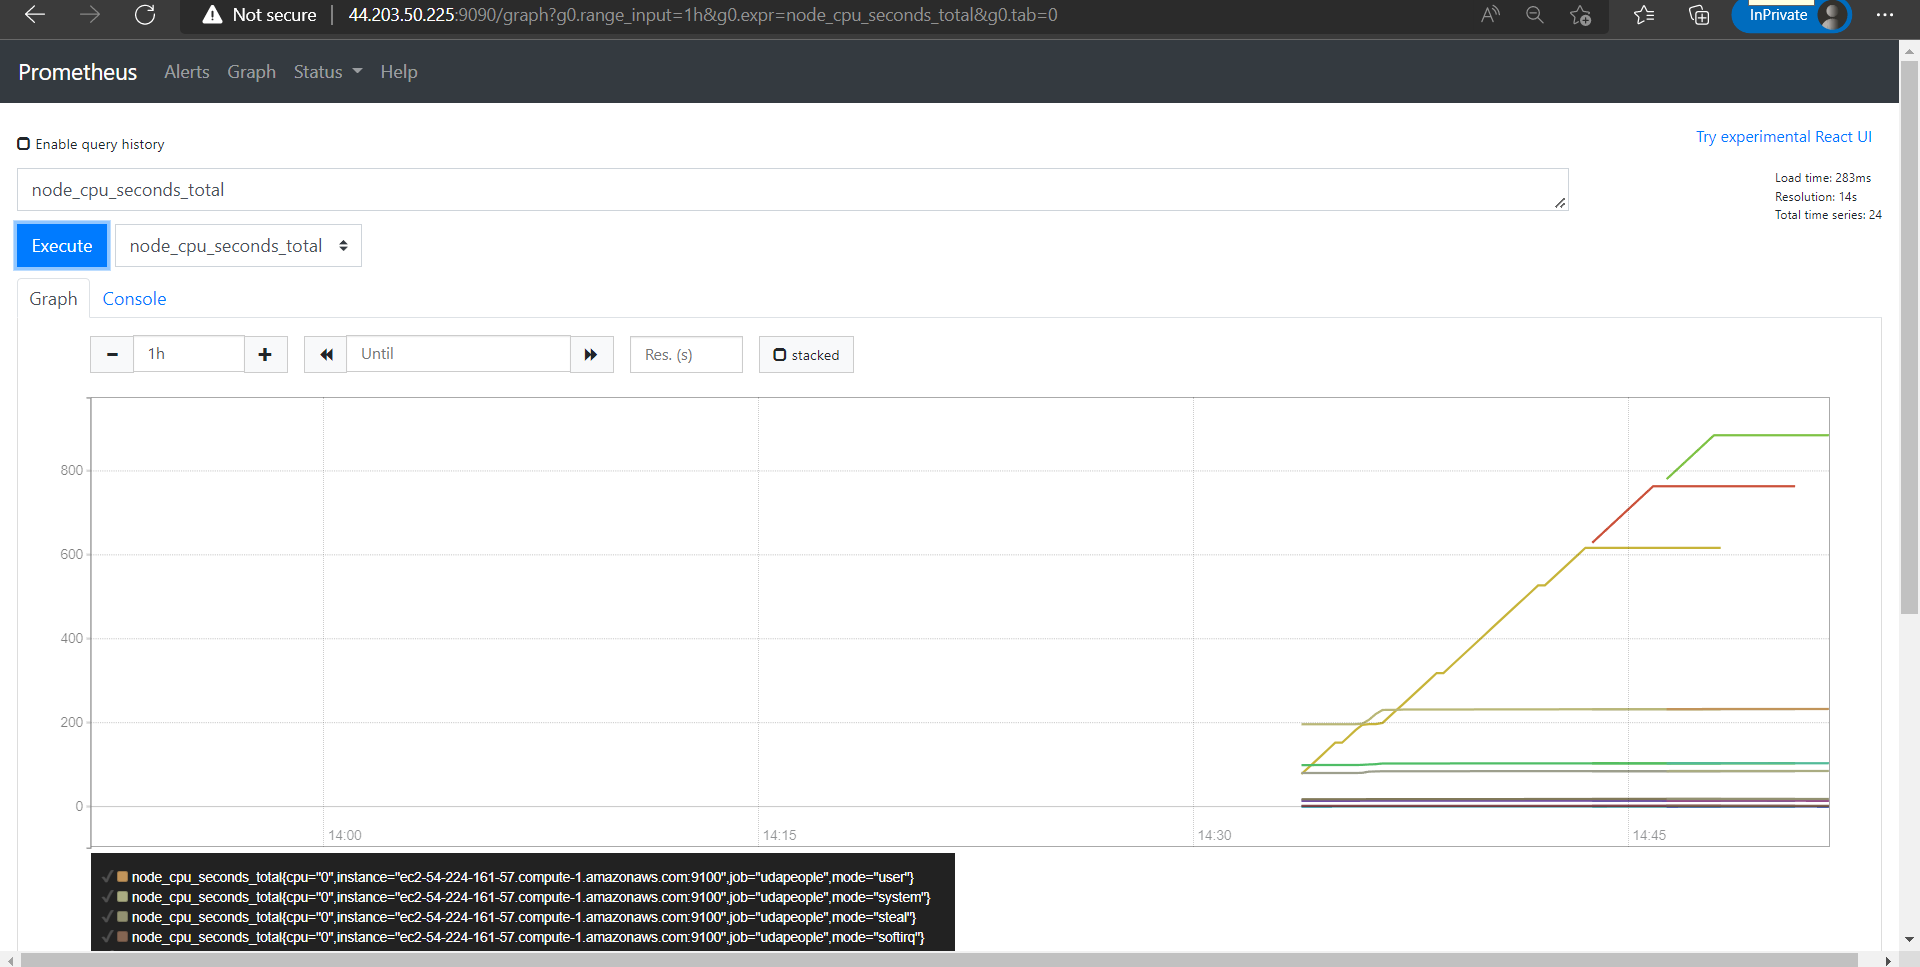 Not secure | 44.203.50.225:9090/graph?g0.range_input=1h&g0.expr=node_cpu_seconds_total&g0.tab=0
InPrivate
Prometheus Alerts Graph Status Help
Enable query history
Try experimental React UI
node_cpu_seconds_total
Load time: 283ms
Resolution: 14s
Total time series: 24
Execute node_cpu_seconds_total
Graph Console
1h Until Res. (s) stacked
800
600
400
200
0
14:00 14:15 14:30 14:45
node_cpu_seconds_total{cpu="0",instance="ec2-54-224-161-57.compute-1.amazonaws.com:9100",job="udapeople",mode="user"}
node_cpu_seconds_total{cpu="0",instance="ec2-54-224-161-57.compute-1.amazonaws.com:9100",job="udapeople",mode="system"}
node_cpu_seconds_total{cpu="0",instance="ec2-54-224-161-57.compute-1.amazonaws.com:9100",job="udapeople",mode="steal"}
node_cpu_seconds_total{cpu="0",instance="ec2-54-224-161-57.compute-1.amazonaws.com:9100",job="udapeople",mode="softirq"}